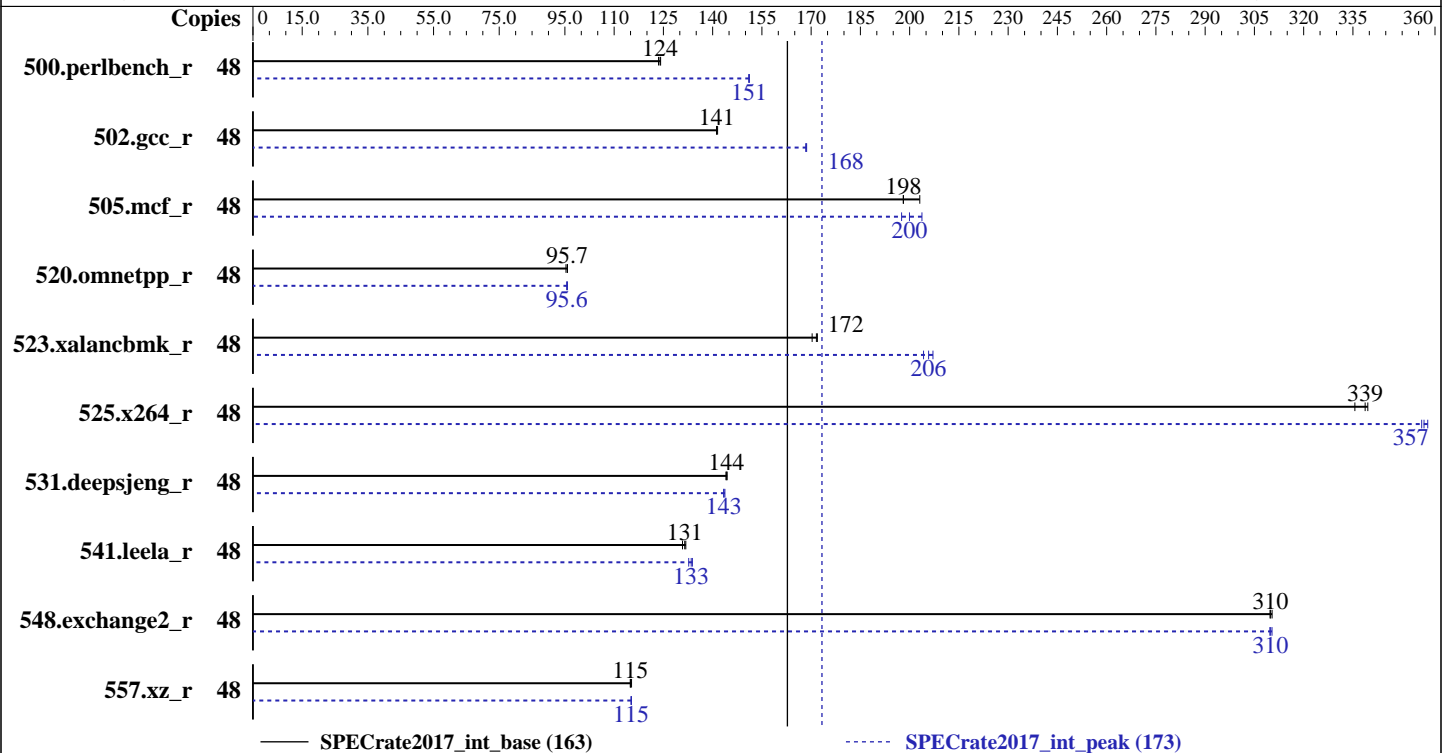 Copies 0 15.0 35.0 55.0 75.0 95.0 110 125 140 155 170 185 200 215 230 245 260 275 290 305 320 335 360
124
500.perlbench_r 48
151
141
502.gcc_r 48
168
198
505.mcf_r 48
200
95.7
520.omnetpp_r 48
95.6
172
523.xalancbmk_r 48
206
339
525.x264_r 48
357
144
531.deepsjeng_r 48
143
131
541.leela_r 48
133
310
548.exchange2_r 48
310
115
557.xz_r 48
115
SPECrate2017_int_base (163) SPECrate2017_int_peak (173)